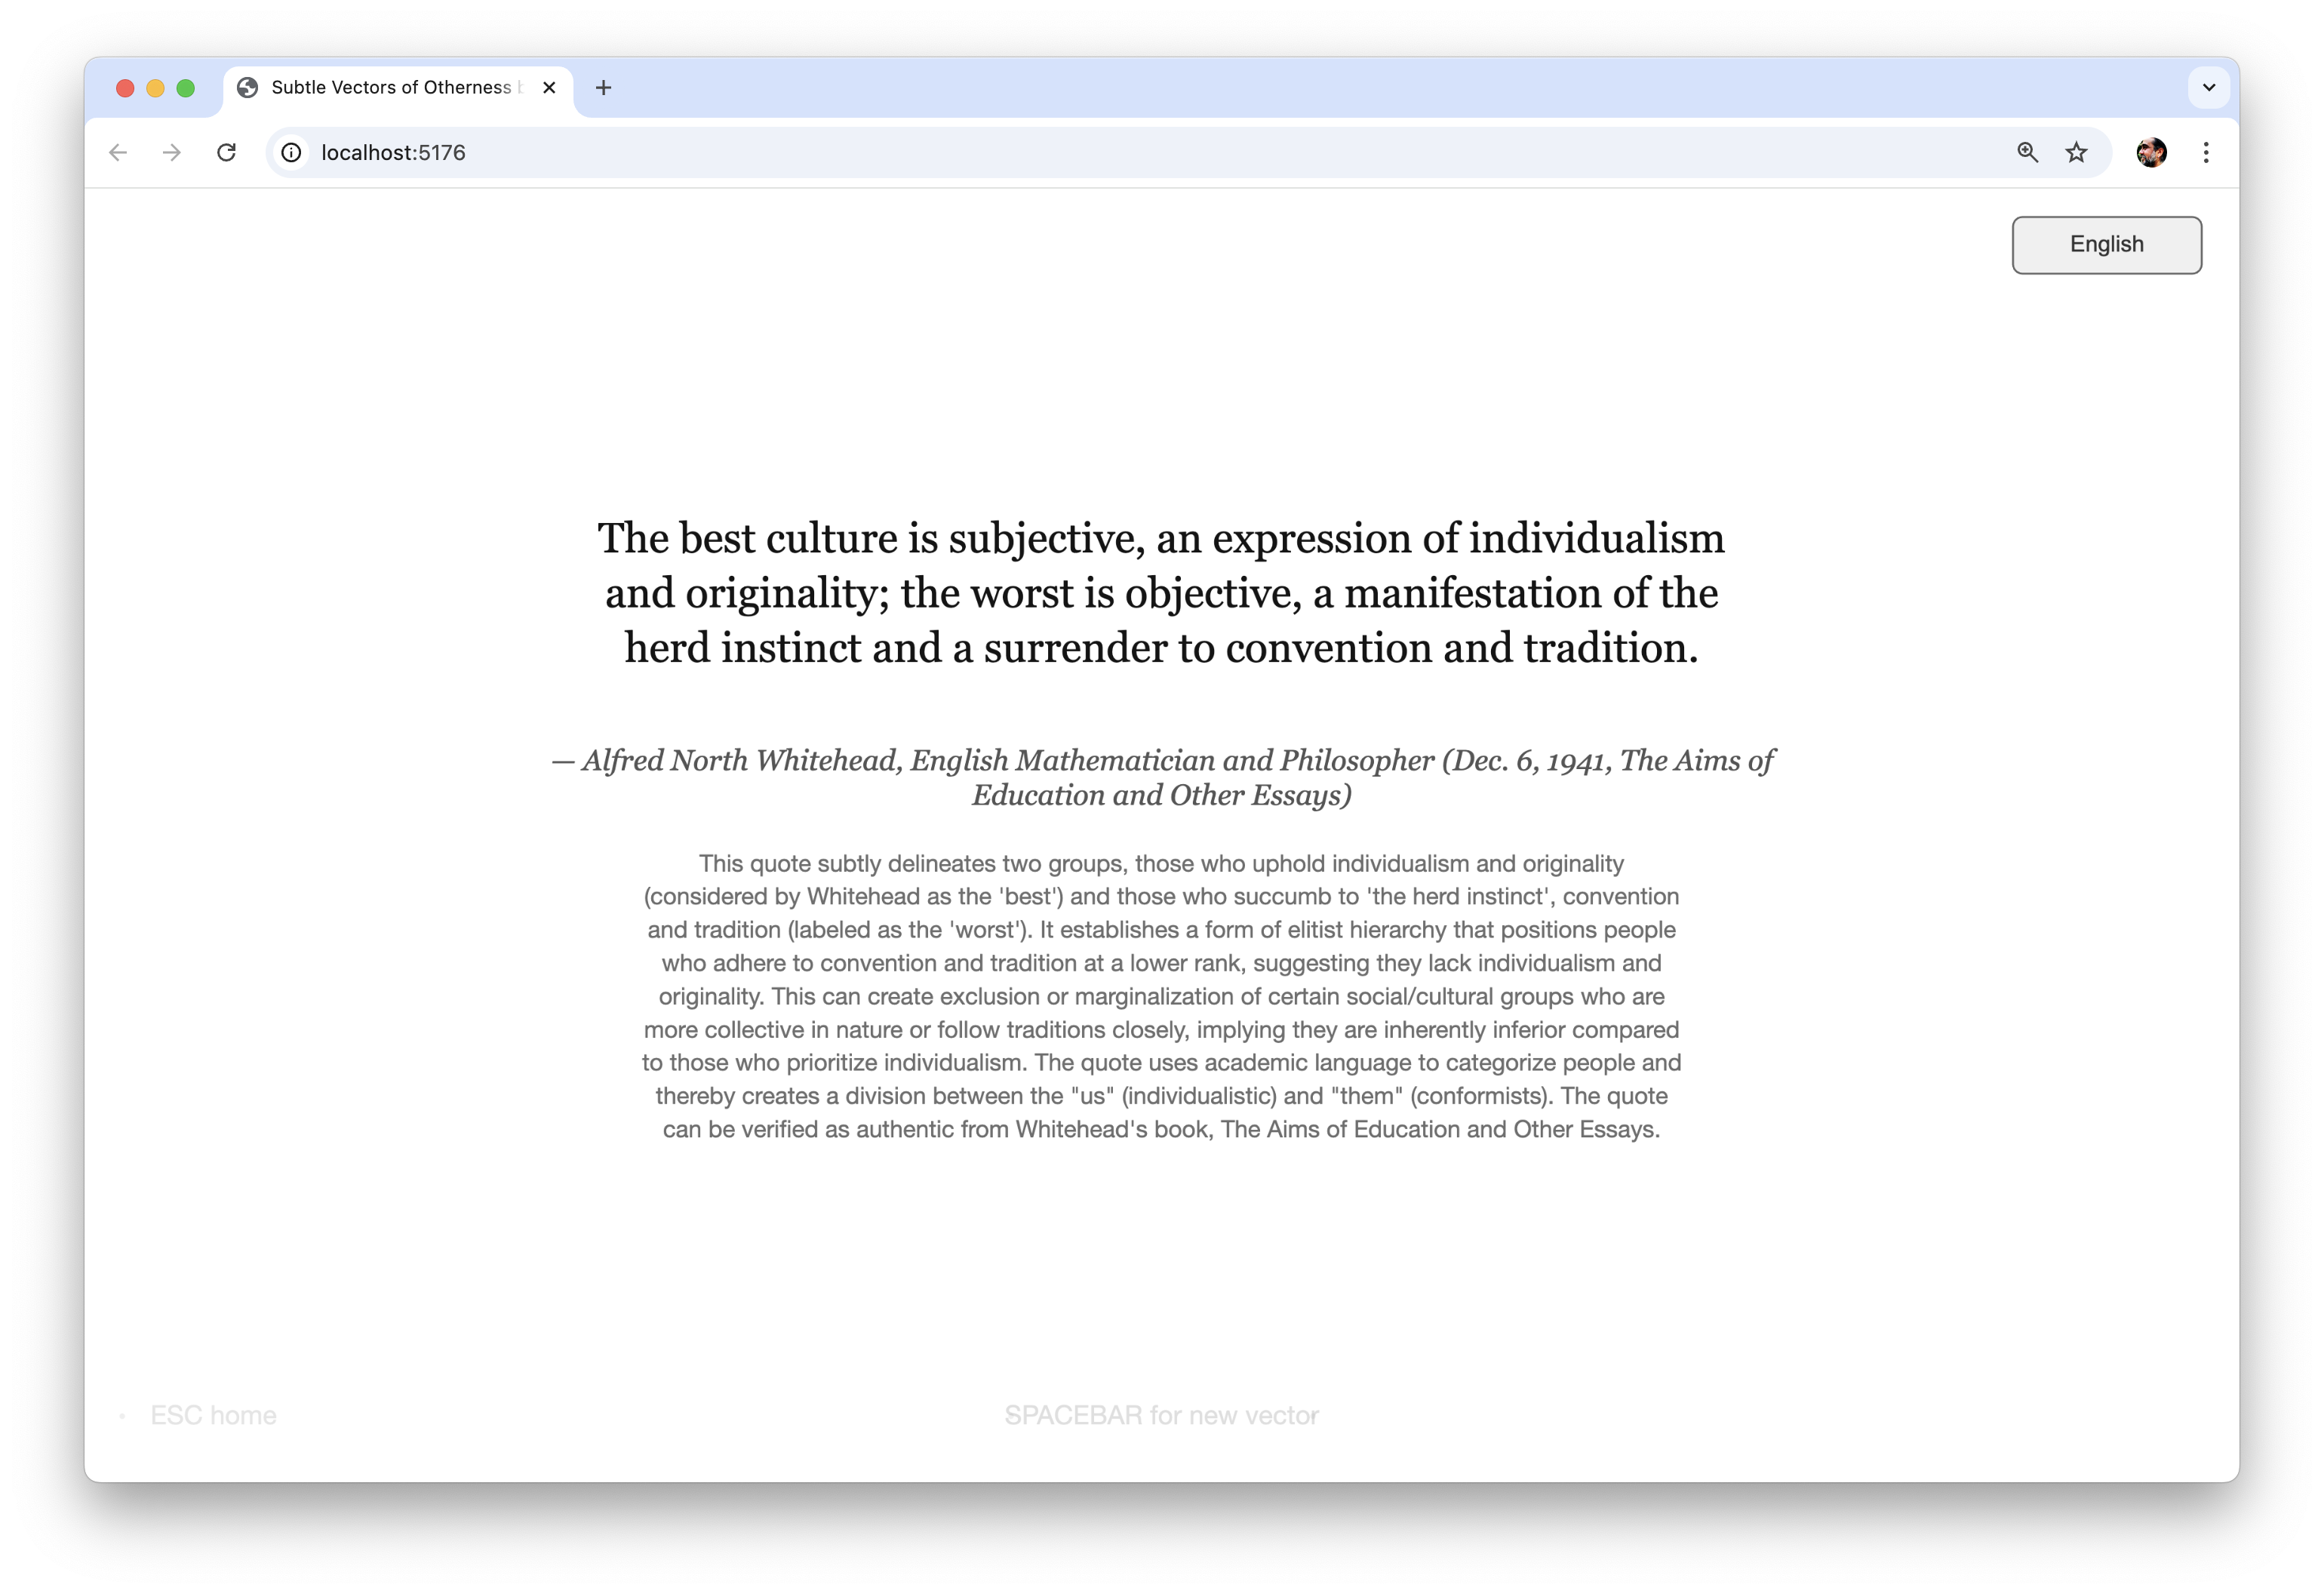 Subtle Vectors of Otherness
localhost:5176
English
The best culture is subjective, an expression of individualism
and originality; the worst is objective, a manifestation of the
herd instinct and a surrender to convention and tradition.
— Alfred North Whitehead, English Mathematician and Philosopher (Dec. 6, 1941, The Aims of
Education and Other Essays)
This quote subtly delineates two groups, those who uphold individualism and originality
(considered by Whitehead as the 'best') and those who succumb to 'the herd instinct', convention
and tradition (labeled as the 'worst'). It establishes a form of elitist hierarchy that positions people
who adhere to convention and tradition at a lower rank, suggesting they lack individualism and
originality. This can create exclusion or marginalization of certain social/cultural groups who are
more collective in nature or follow traditions closely, implying they are inherently inferior compared
to those who prioritize individualism. The quote uses academic language to categorize people and
thereby creates a division between the "us" (individualistic) and "them" (conformists). The quote
can be verified as authentic from Whitehead's book, The Aims of Education and Other Essays.
• ESC home
SPACEBAR for new vector